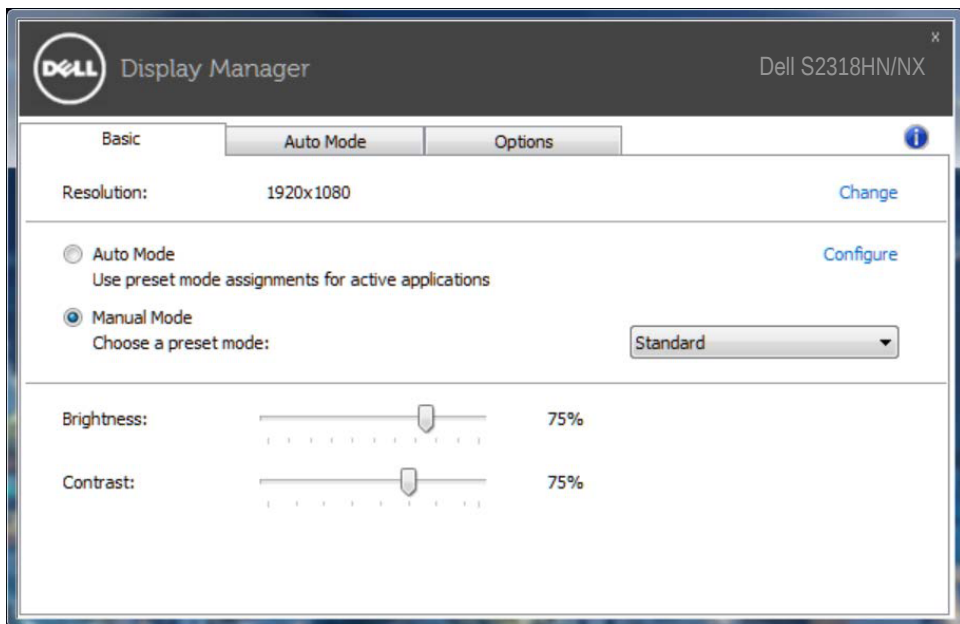 DELL Display Manager
x
Dell S2318HN/NX
Basic Auto Mode Options
Resolution: 1920x1080 Change
Auto Mode Configure
Use preset mode assignments for active applications
Manual Mode
Choose a preset mode: Standard
Brightness: 75%
Contrast: 75%